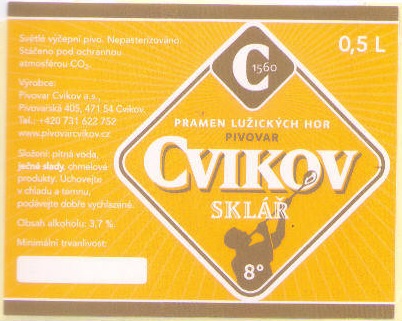 Světlé výčepní pivo. Nepasterizováno.
Stáčeno pod ochrannou
atmosférou CO₂.
Výrobce:
Pivovar Cvikov a.s.
Pivovarská 405, 471 54 Cvikov,
Tel.: +420 731 622 752
www.pivovarcvikov.cz
Složení: pitná voda,
ječné slady, chmelové
produkty. Uchovejte
v chladu a temnu,
podávejte dobře vychlazené.
Obsah alkoholu: 3,7 %
Minimální trvanlivost:
C
1560
0,5 L
PRAMEN LUŽICKÝCH HOR
PIVOVAR
CVIKOV
SKLÁŘ
8°